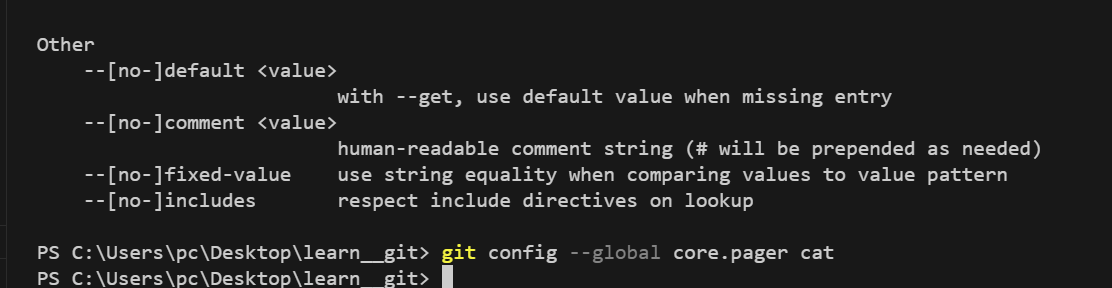 Other
    --[no-]default <value>
                          with --get, use default value when missing entry
    --[no-]comment <value>
                          human-readable comment string (# will be prepended as needed)
    --[no-]fixed-value    use string equality when comparing values to value pattern
    --[no-]includes       respect include directives on lookup
PS C:\Users\pc\Desktop\learn__git> git config --global core.pager cat
PS C:\Users\pc\Desktop\learn__git>